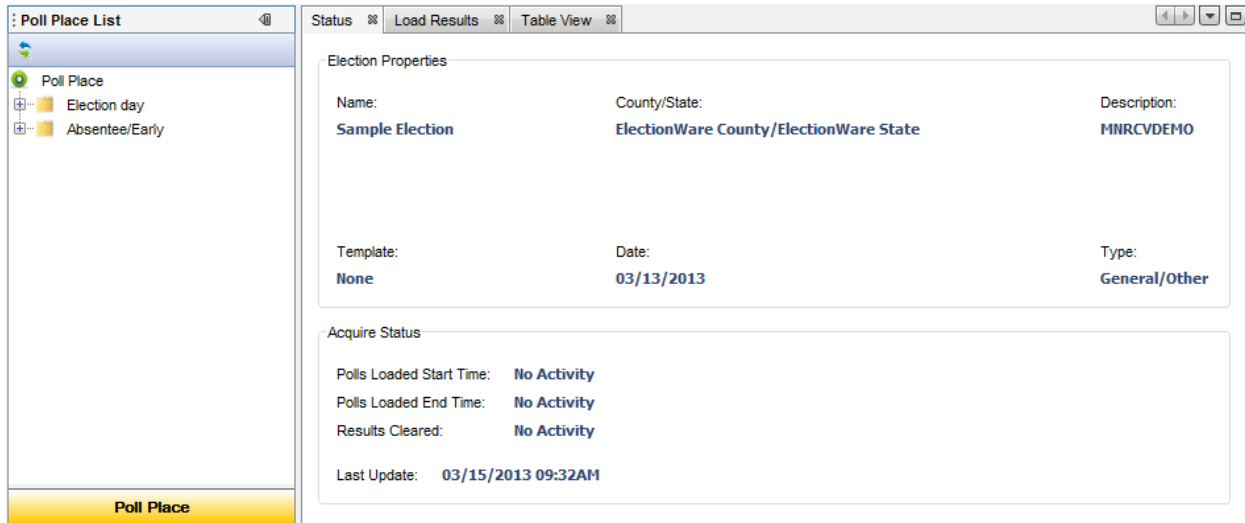 Poll Place List
Poll Place
Election day
Absentee/Early
Poll Place
Status Load Results Table View
Election Properties
Name: County/State: Description:
Sample Election ElectionWare County/ElectionWare State MNRCVDEMO
Template: Date: Type:
None 03/13/2013 General/Other
Acquire Status
Polls Loaded Start Time: No Activity
Polls Loaded End Time: No Activity
Results Cleared: No Activity
Last Update: 03/15/2013 09:32AM